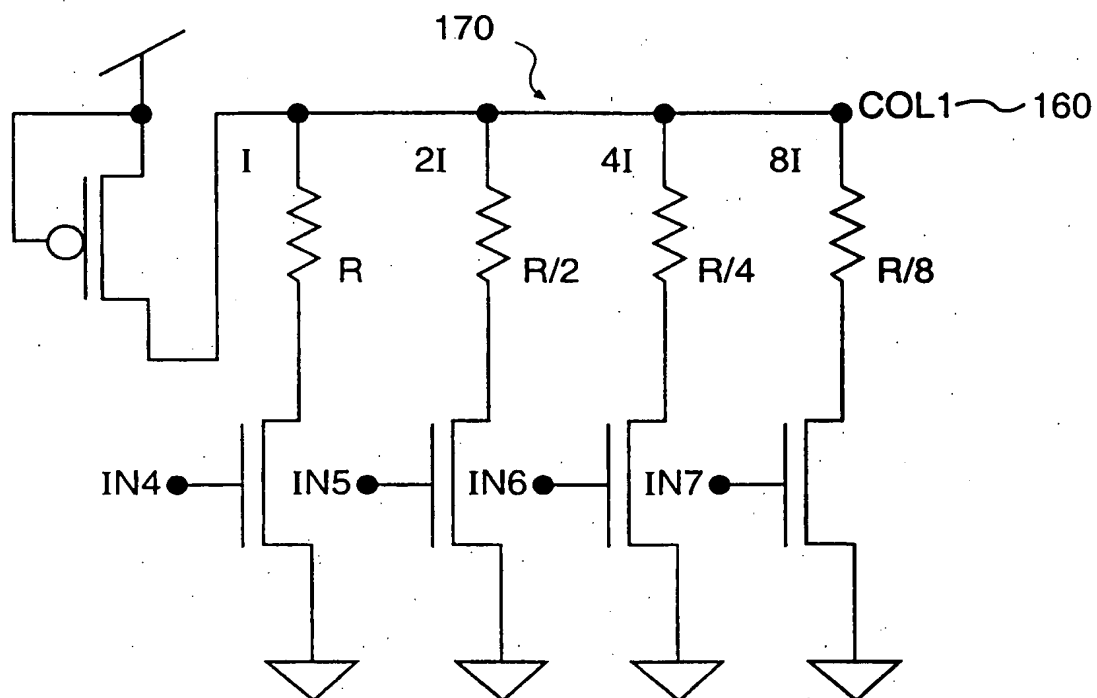 170
COL1 160
I 2I 4I 8I
R R/2 R/4 R/8
IN4 IN5 IN6 IN7